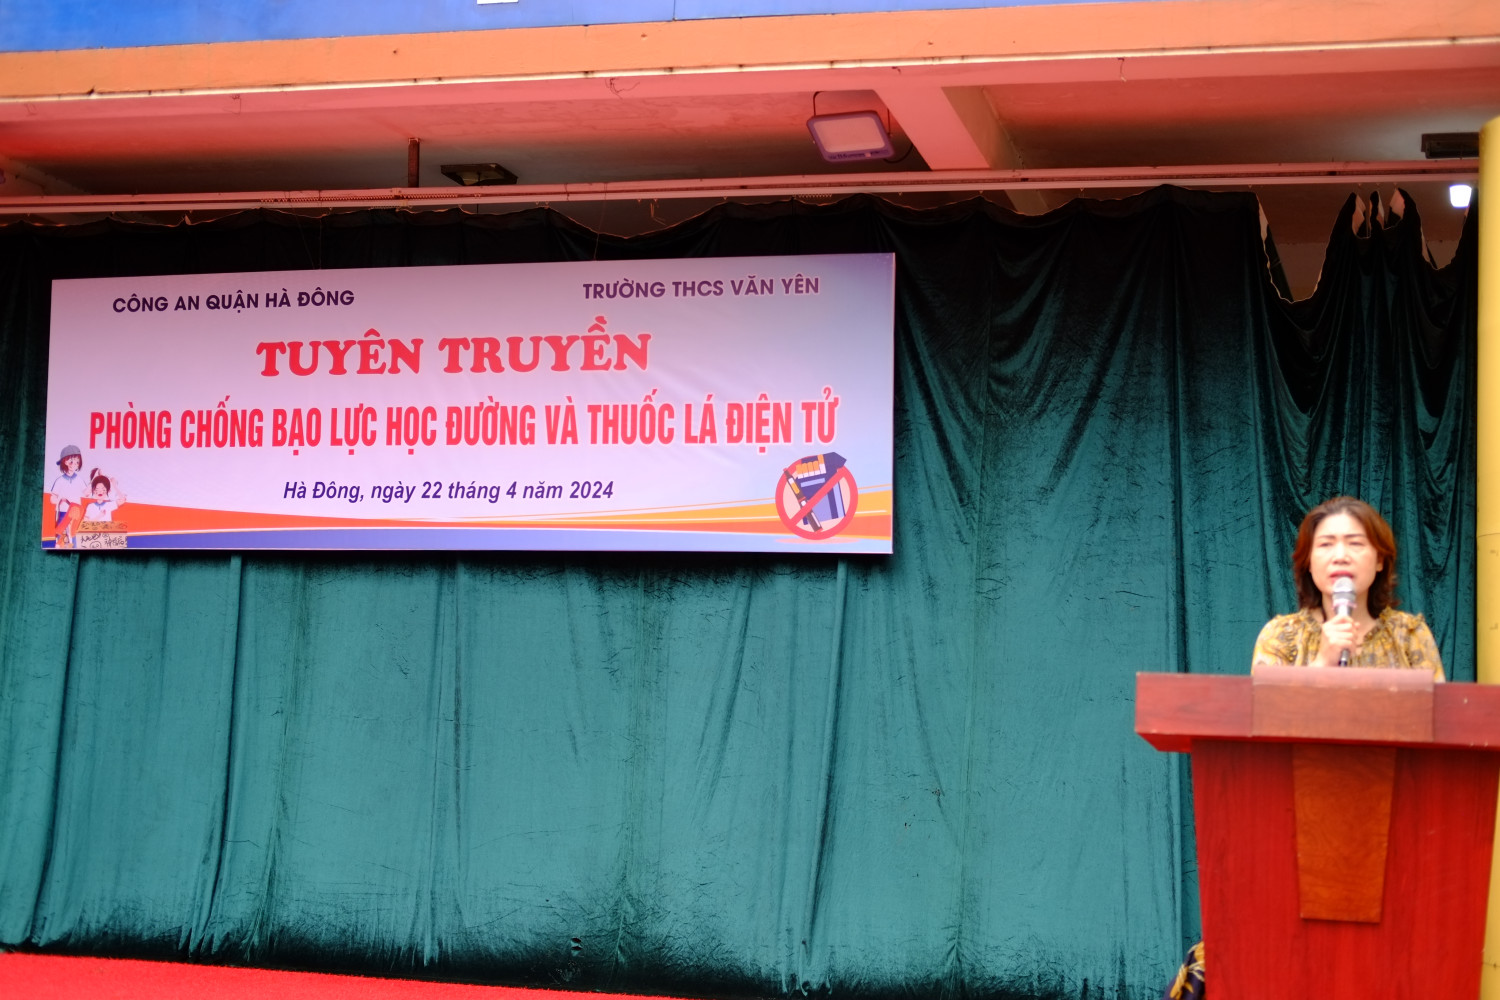 CÔNG AN QUẬN HÀ ĐÔNG
TRƯỜNG THCS VĂN YÊN
TUYÊN TRUYỀN
PHÒNG CHỐNG BẠO LỰC HỌC ĐƯỜNG VÀ THUỐC LÁ ĐIỆN TỬ
Hà Đông, ngày 22 tháng 4 năm 2024